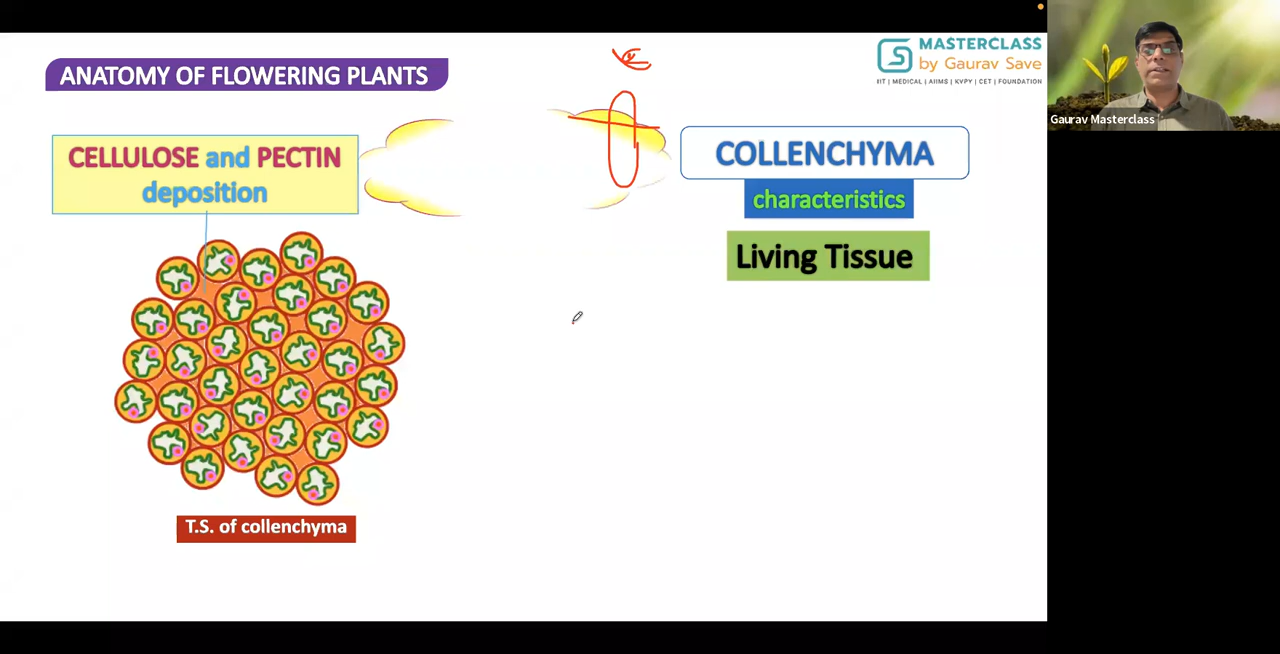 ANATOMY OF FLOWERING PLANTS
MASTERCLASS
by Gaurav Save
IIT | MEDICAL | AIIMS | KVPY | CET | FOUNDATION
Gaurav Masterclass
CELLULOSE and PECTIN
deposition
COLLENCHYMA
characteristics
Living Tissue
T.S. of collenchyma